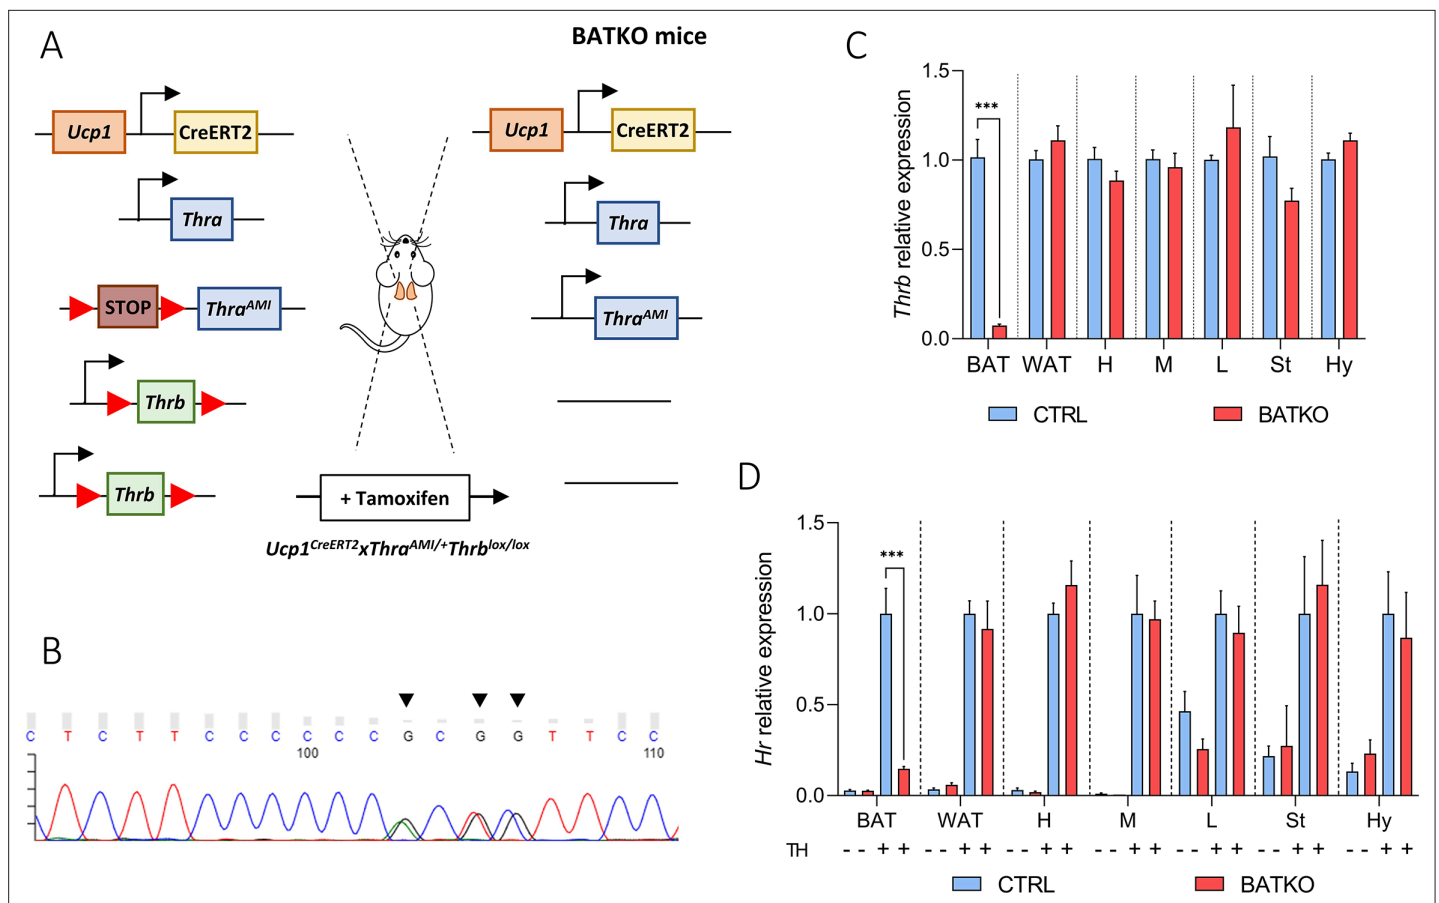 A
BATKO mice
Ucp1 CreERT2
Thra
STOP Thra^AMI
Thrb
Thrb
Ucp1 CreERT2
Thra
Thra^AMI
+ Tamoxifen
Ucp1^CreERT2xThra^AMI/+Thrb^lox/lox
B
C T C T T C C C C C C G C G G T T C C
100 110
C
Thrb relative expression
1.5
1.0
0.5
0.0
***
BAT WAT H M L St Hy
CTRL BATKO
D
Hr relative expression
1.5
1.0
0.5
0.0
***
BAT WAT H M L St Hy
TH - - + + - - + + - - + + - - + + - - + + - - + + - - + +
CTRL BATKO